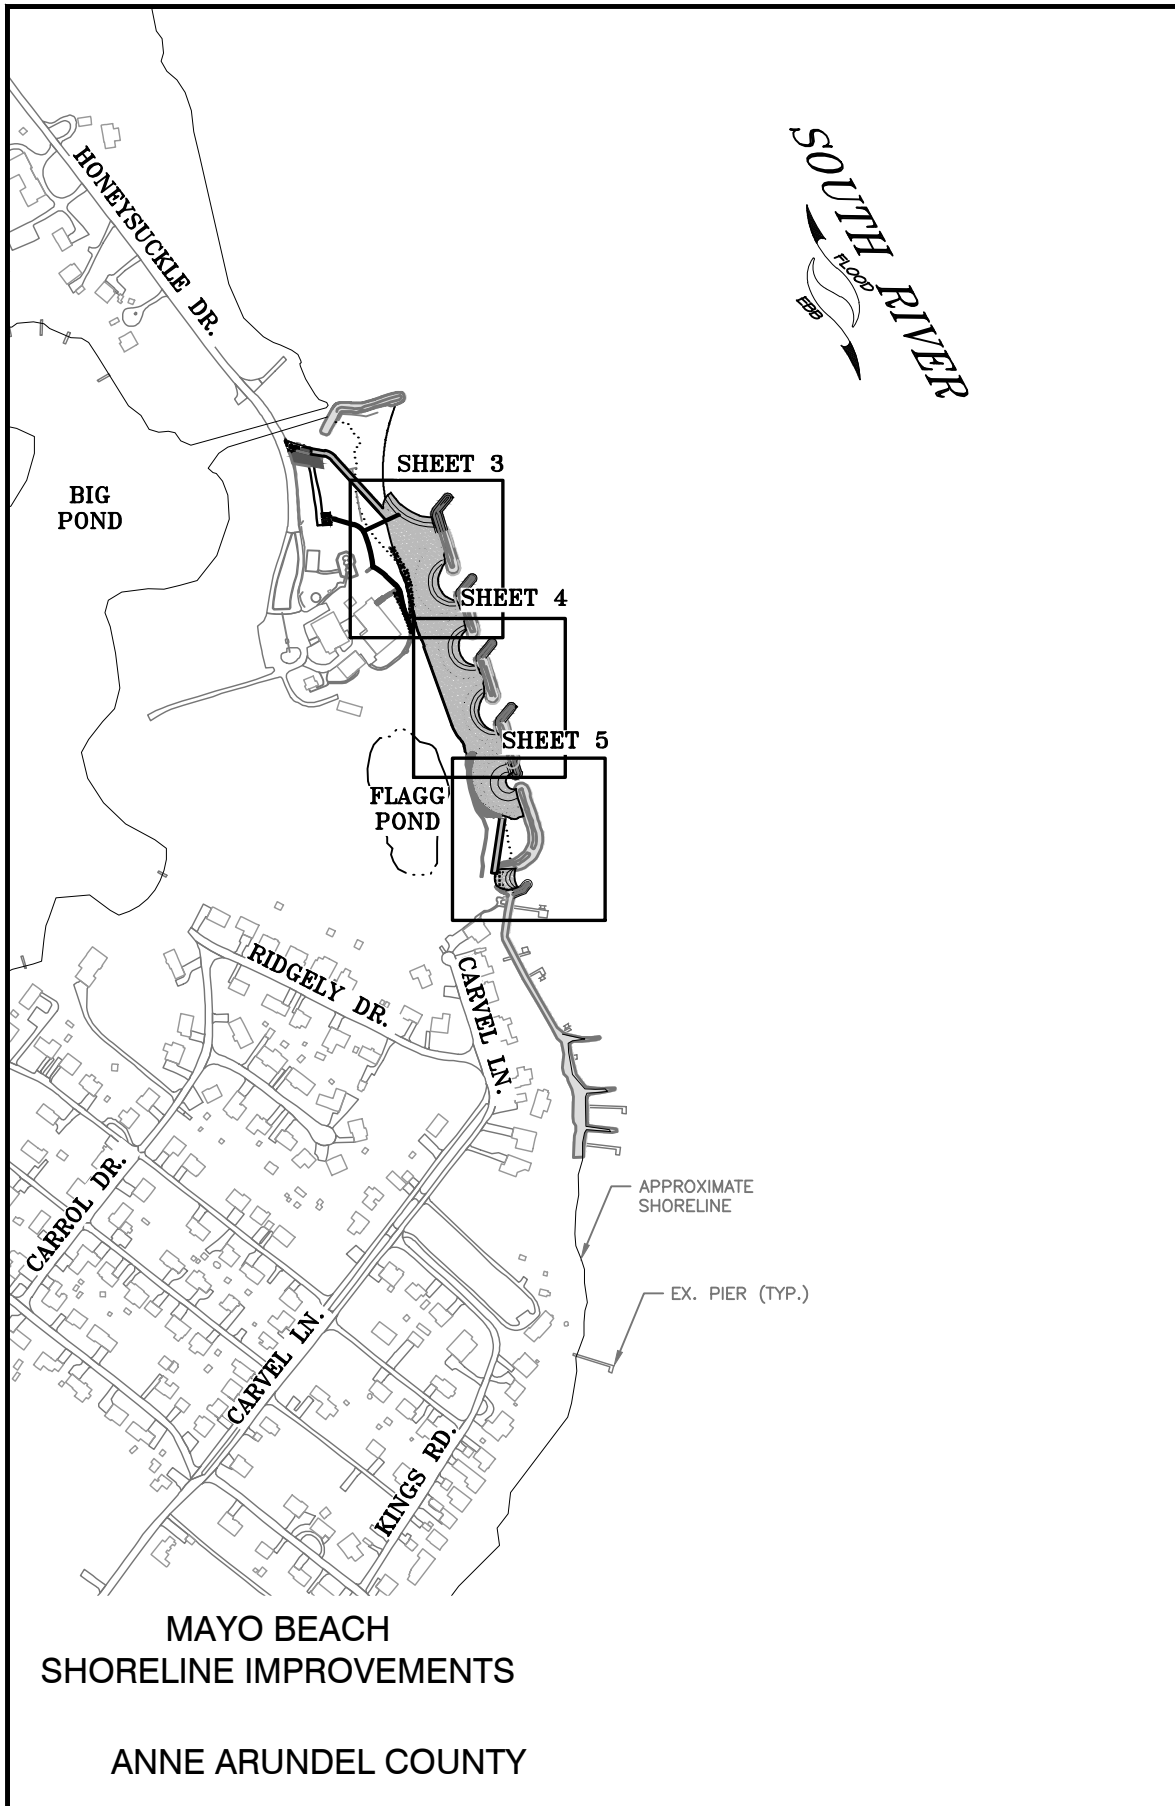 SOUTH RIVER
FLOOD
EBB
HONEYSUCKLE DR.
BIG
POND
SHEET 3
SHEET 4
SHEET 5
FLAGG
POND
RIDGELY DR.
CARVEL LN.
CARROL DR.
APPROXIMATE
SHORELINE
EX. PIER (TYP.)
CARVEL LN.
KINGS RD.
MAYO BEACH
SHORELINE IMPROVEMENTS
ANNE ARUNDEL COUNTY